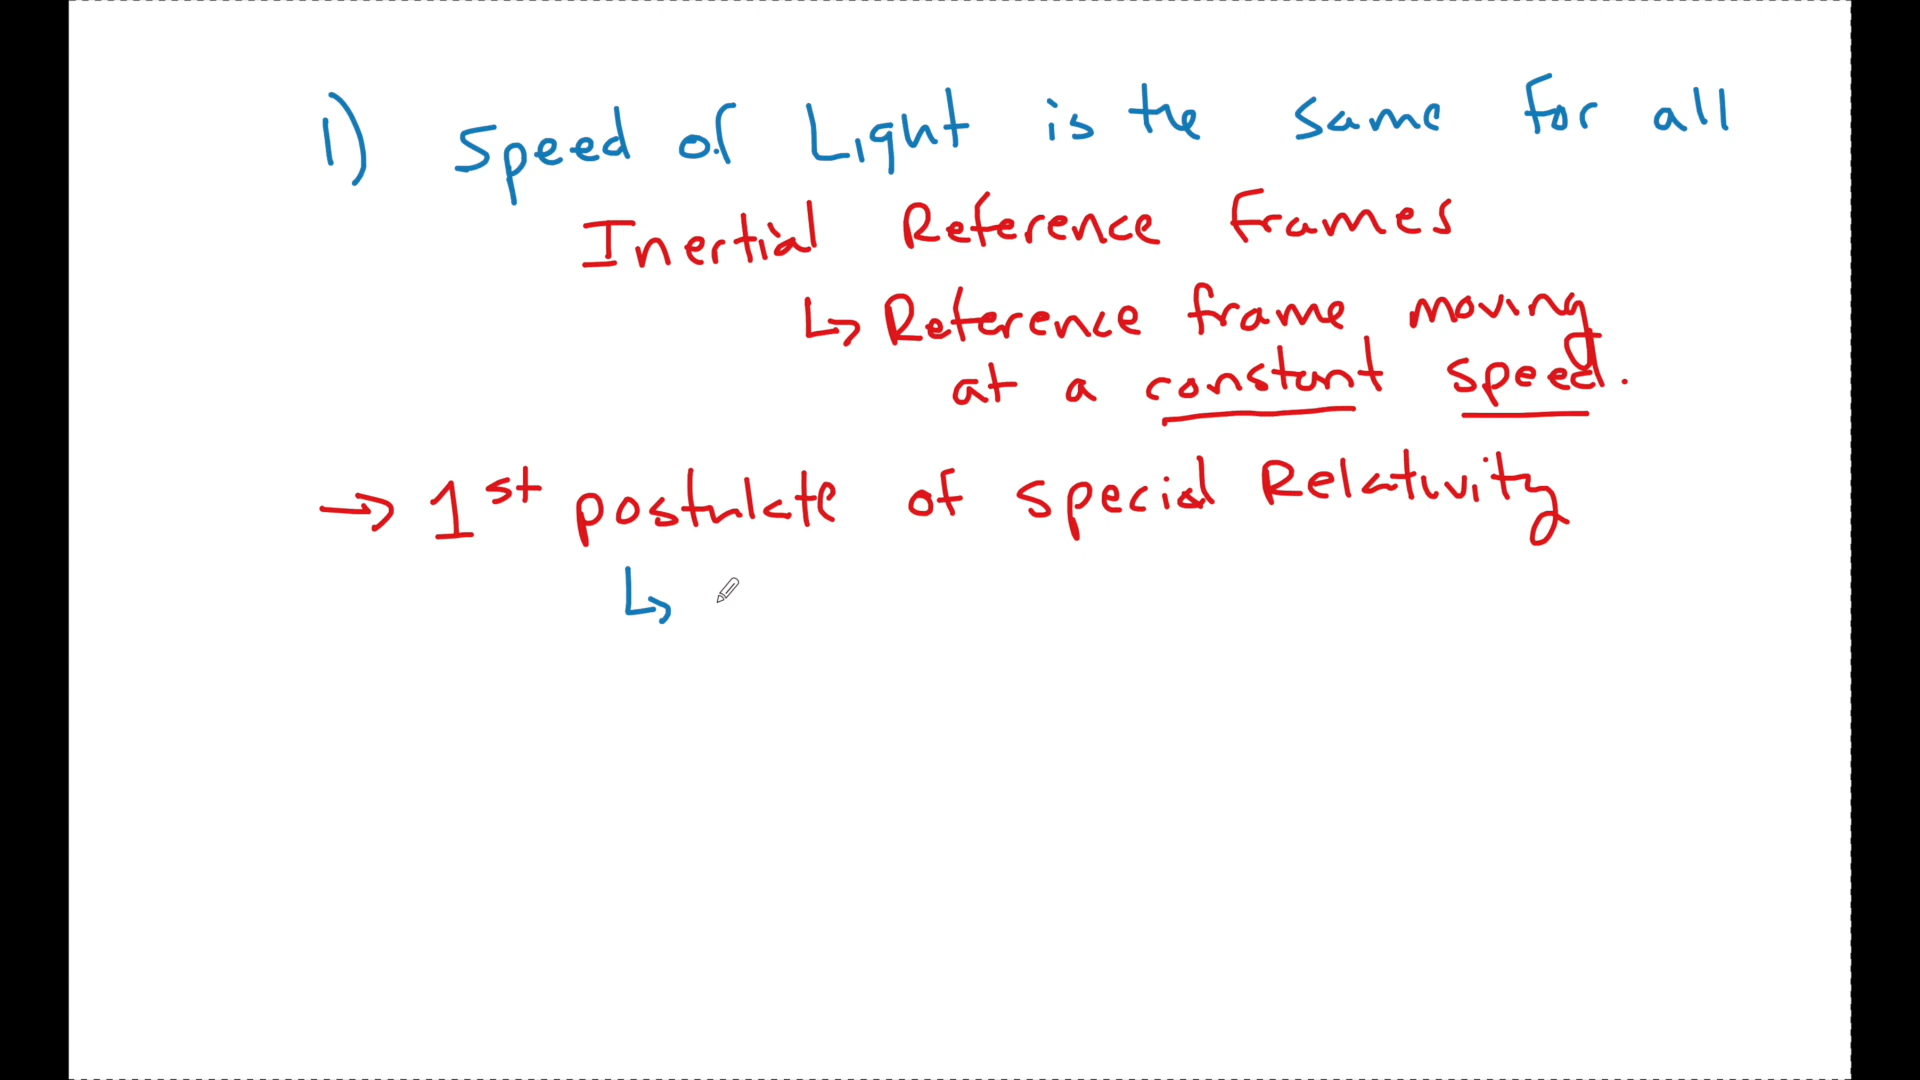 1) Speed of Light is the same for all
Inertial Reference Frames
↳ Reference frame moving
at a constant speed.
→ 1st postulate of special Relativity
↳